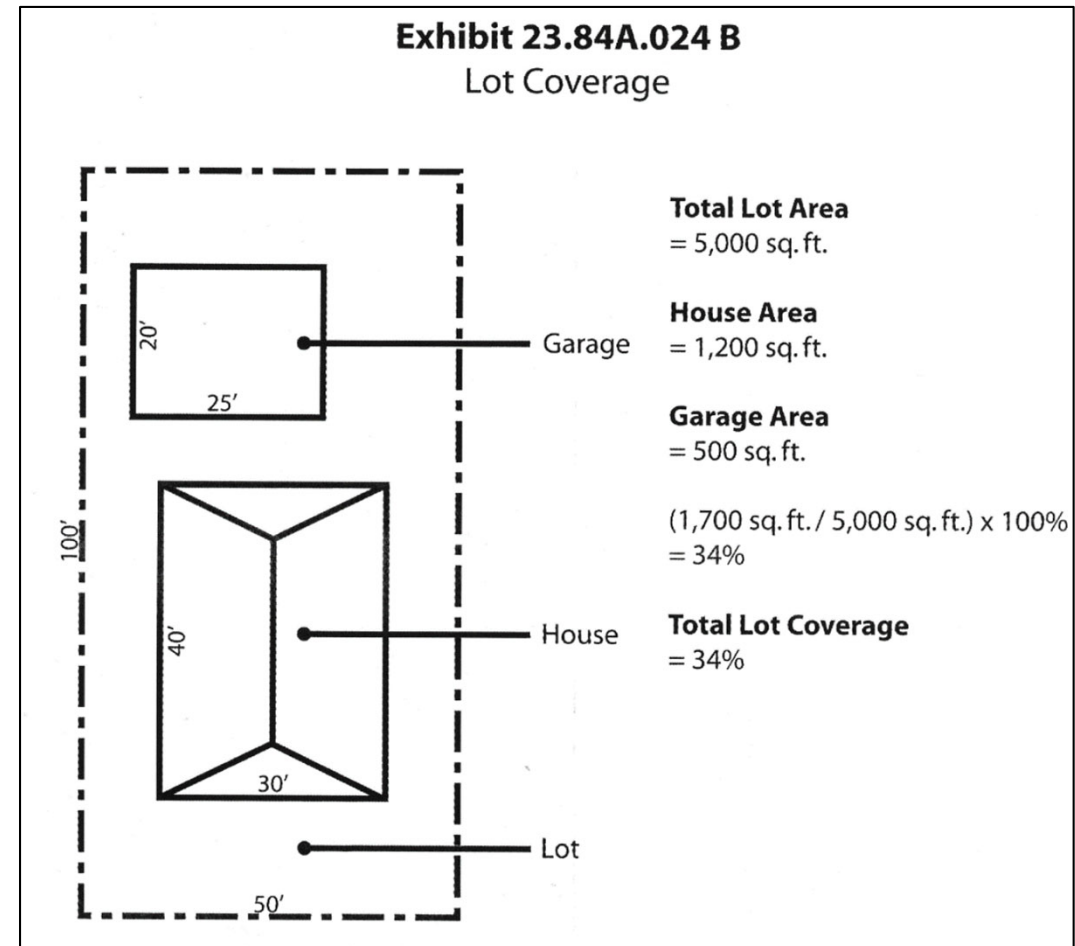 Exhibit 23.84A.024 B
Lot Coverage
Total Lot Area
= 5,000 sq. ft.
20'
Garage
House Area
= 1,200 sq. ft.
25'
Garage Area
= 500 sq. ft.
100'
(1,700 sq. ft. / 5,000 sq. ft.) x 100%
= 34%
40'
House
Total Lot Coverage
= 34%
30'
Lot
50'